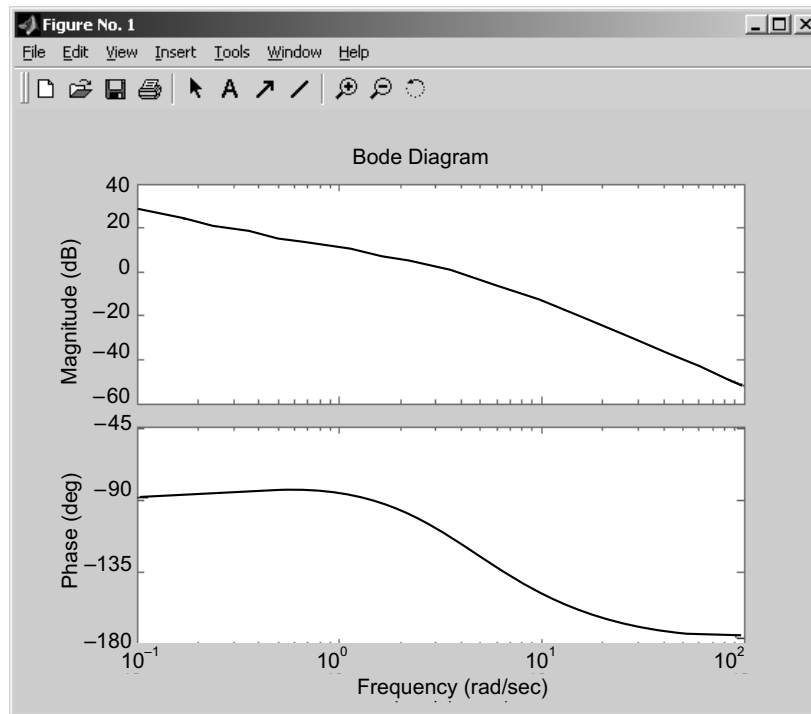 Figure No. 1
File Edit View Insert Tools Window Help
A
Bode Diagram
Magnitude (dB)
40
20
0
−20
−40
−60
Phase (deg)
−45
−90
−135
−180
10⁻¹ 10⁰ 10¹ 10²
Frequency (rad/sec)